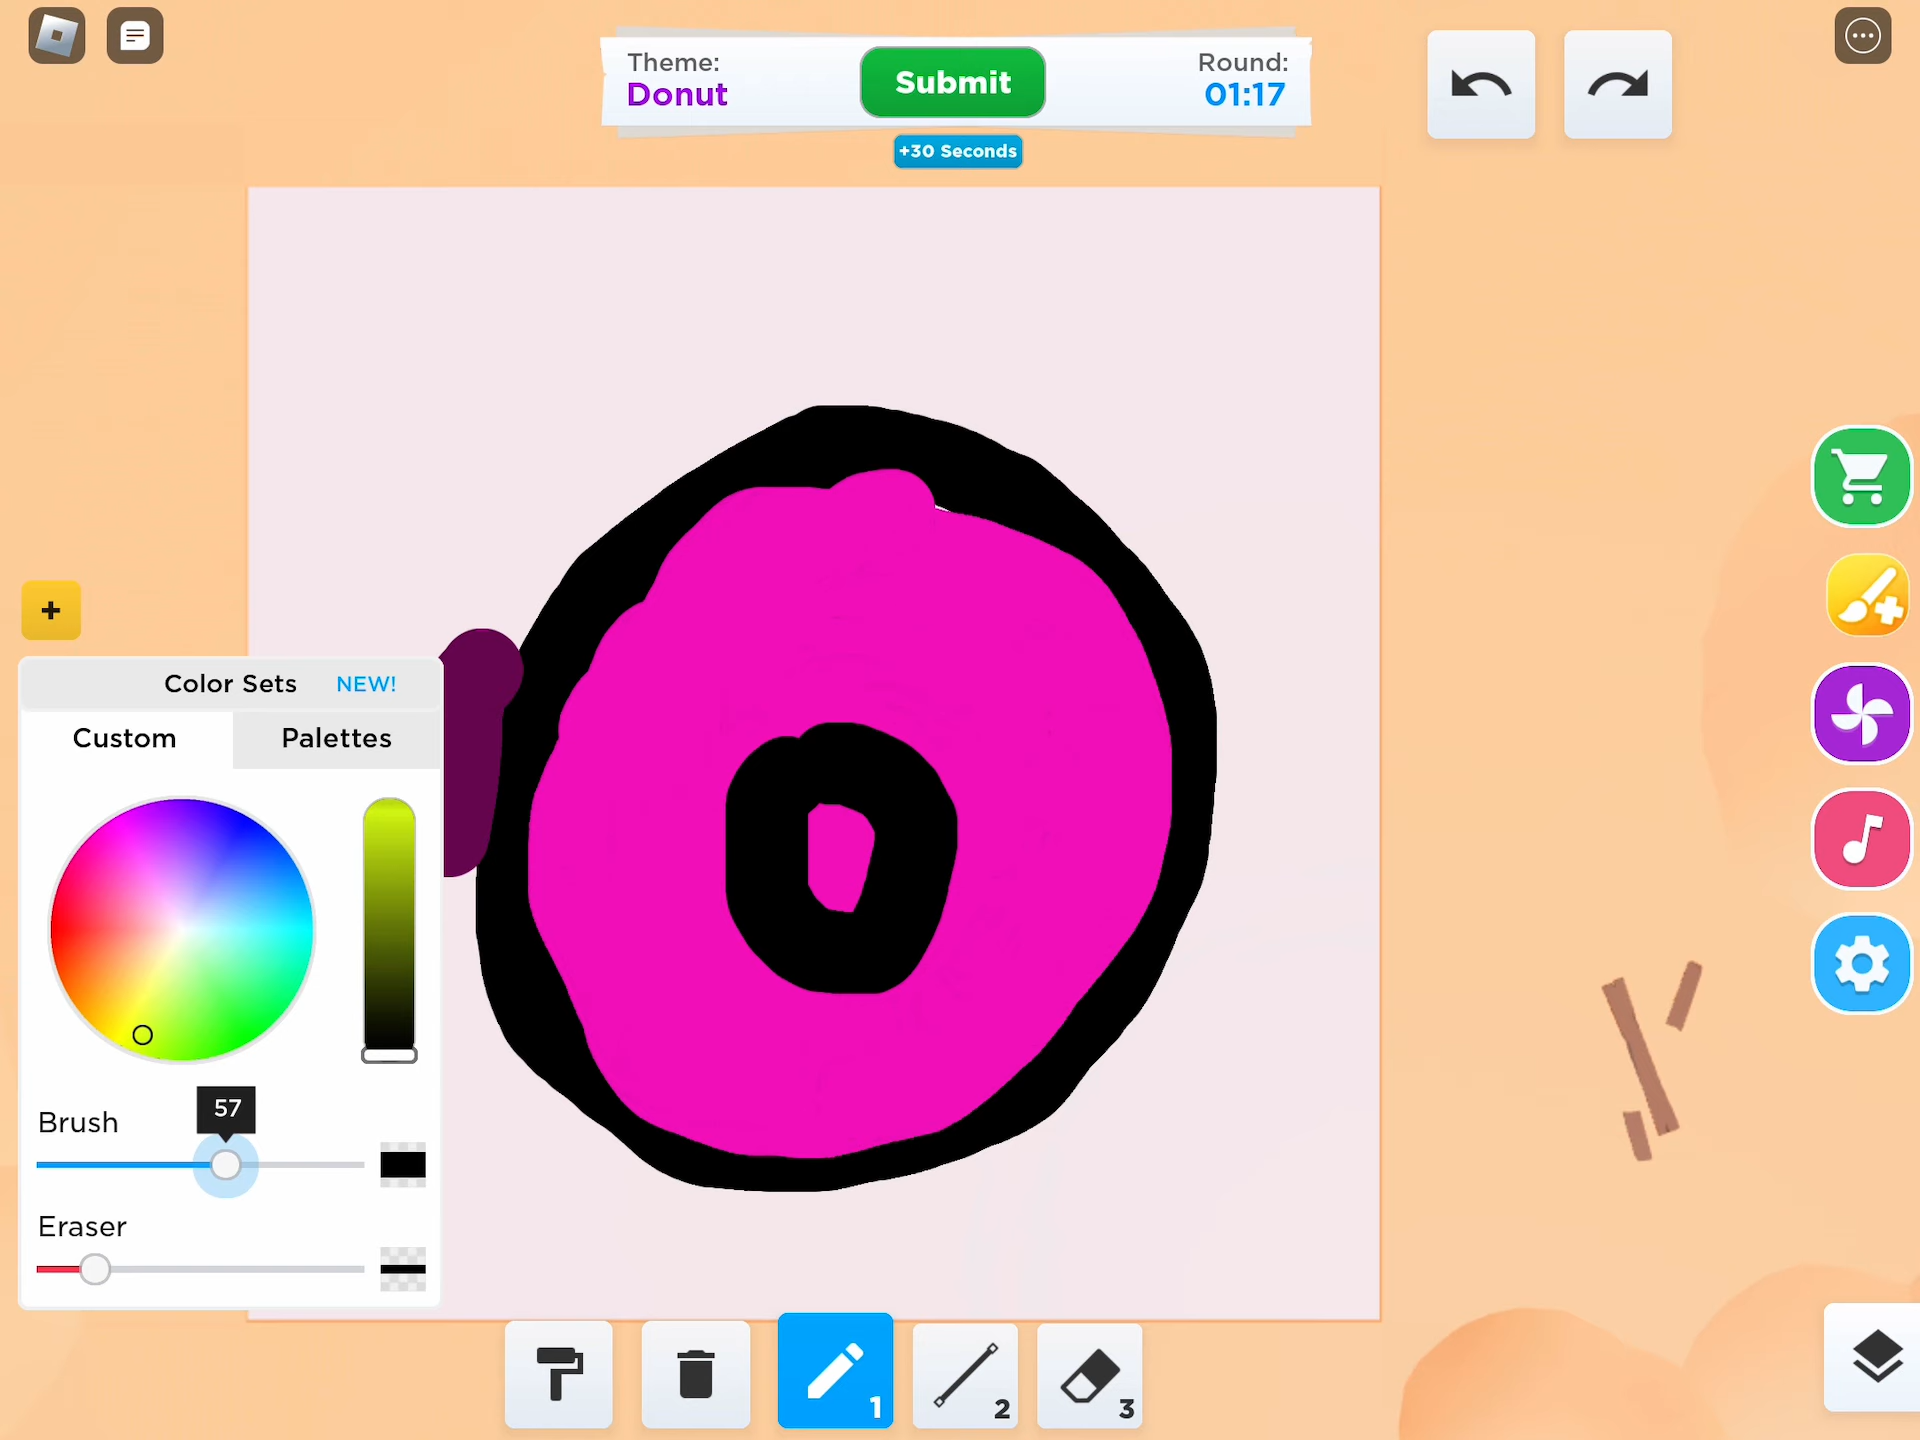 Theme:
Donut
Submit
Round:
01:17
+30 Seconds
+
Color Sets NEW!
Custom Palettes
Brush
57
Eraser
1
2
3